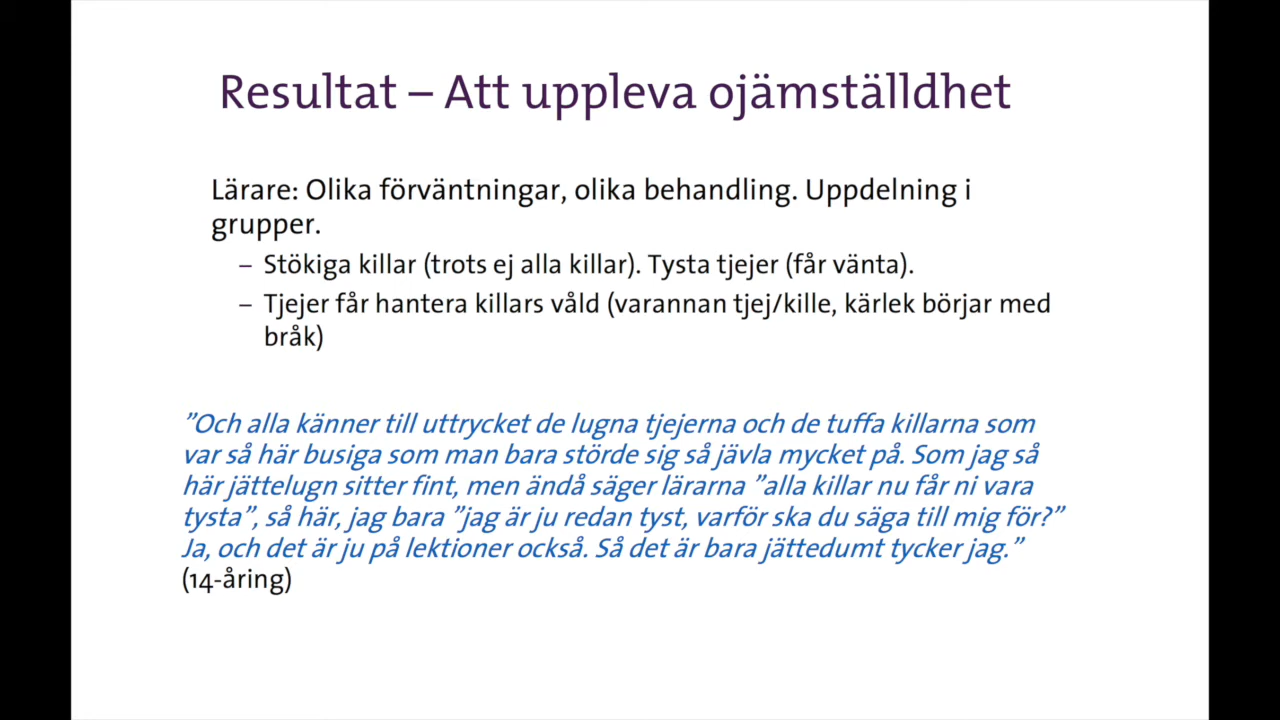 Resultat – Att uppleva ojämställdhet
Lärare: Olika förväntningar, olika behandling. Uppdelning i
grupper.
– Stökiga killar (trots ej alla killar). Tysta tjejer (får vänta).
– Tjejer får hantera killars våld (varannan tjej/kille, kärlek börjar med
bråk)
”Och alla känner till uttrycket de lugna tjejerna och de tuffa killarna som
var så här busiga som man bara störde sig så jävla mycket på. Som jag så
här jättelugn sitter fint, men ändå säger lärarna ”alla killar nu får ni vara
tysta”, så här, jag bara ”jag är ju redan tyst, varför ska du säga till mig för?”
Ja, och det är ju på lektioner också. Så det är bara jättedumt tycker jag.”
(14-åring)